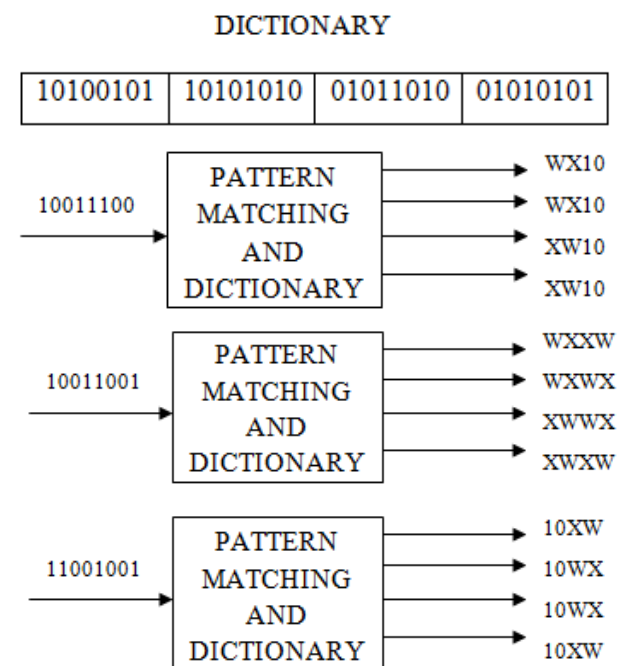 DICTIONARY
10100101 10101010 01011010 01010101
10011100
PATTERN
MATCHING
AND
DICTIONARY
WX10
WX10
XW10
XW10
10011001
PATTERN
MATCHING
AND
DICTIONARY
WXXW
WXWX
XWWX
XWXW
11001001
PATTERN
MATCHING
AND
DICTIONARY
10XW
10WX
10WX
10XW